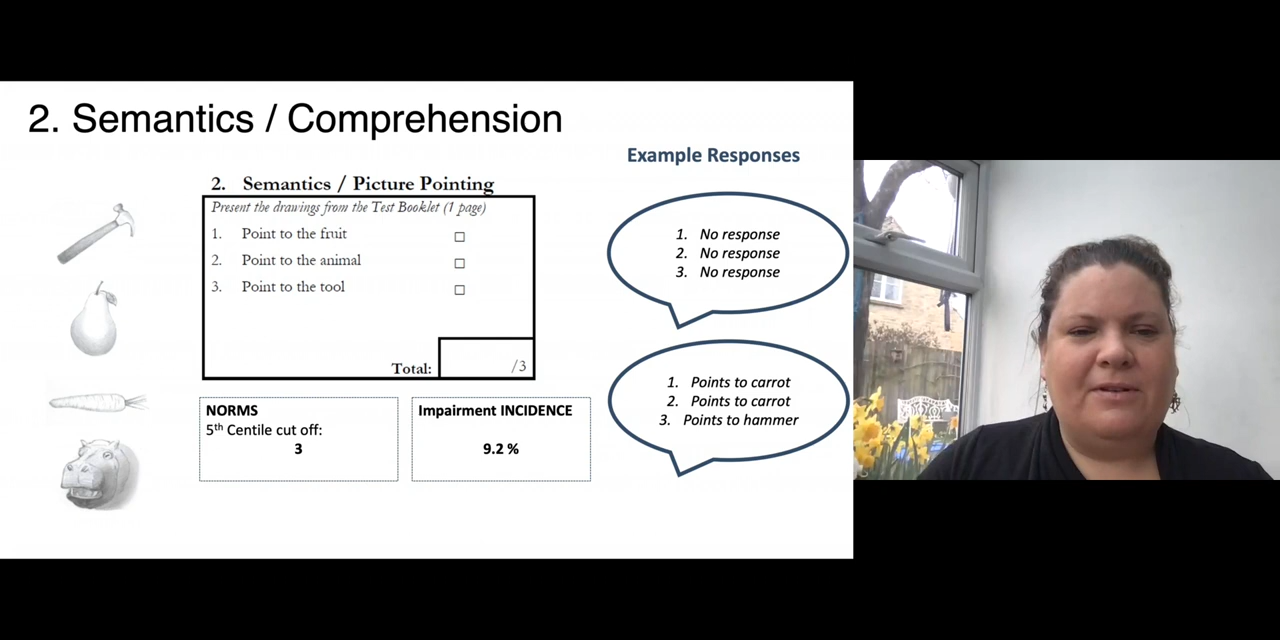 2. Semantics / Comprehension
Example Responses
2. Semantics / Picture Pointing
Present the drawings from the Test Booklet (1 page)
1. Point to the fruit
2. Point to the animal
3. Point to the tool
Total: /3
NORMS
5th Centile cut off:
3
Impairment INCIDENCE
9.2 %
1. No response
2. No response
3. No response
1. Points to carrot
2. Points to carrot
3. Points to hammer